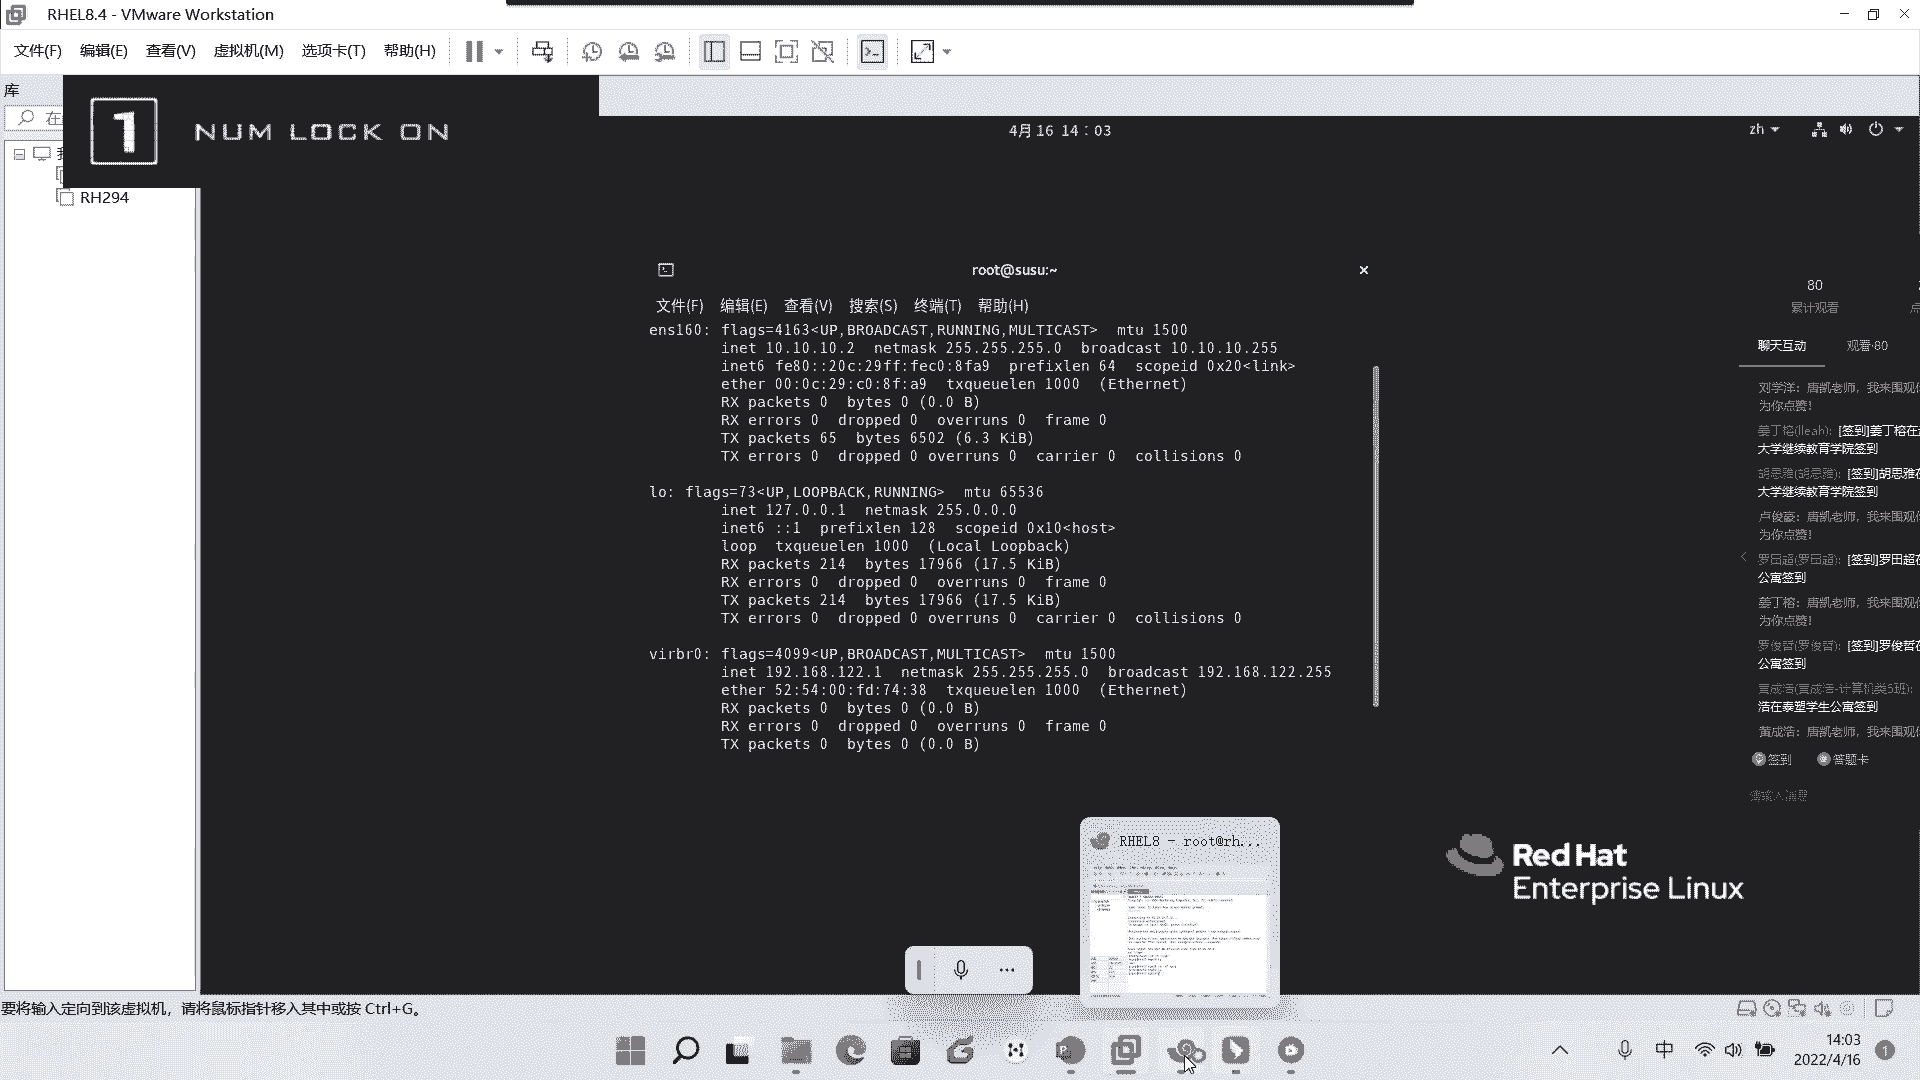 RHEL8.4 - VMware Workstation
文件(F) 编辑(E) 查看(V) 虚拟机(M) 选项卡(T) 帮助(H)
库
在
1 NUM LOCK ON
我
RH294
4月16 14：03
zh
root@susu:~
文件(F) 编辑(E) 查看(V) 搜索(S) 终端(T) 帮助(H)
ens160: flags=4163<UP,BROADCAST,RUNNING,MULTICAST>  mtu 1500
inet 10.10.10.2  netmask 255.255.255.0  broadcast 10.10.10.255
inet6 fe80::20c:29ff:fec0:8fa9  prefixlen 64  scopeid 0x20<link>
ether 00:0c:29:c0:8f:a9  txqueuelen 1000  (Ethernet)
RX packets 0  bytes 0 (0.0 B)
RX errors 0  dropped 0  overruns 0  frame 0
TX packets 65  bytes 6502 (6.3 KiB)
TX errors 0  dropped 0 overruns 0  carrier 0  collisions 0
lo: flags=73<UP,LOOPBACK,RUNNING>  mtu 65536
inet 127.0.0.1  netmask 255.0.0.0
inet6 ::1  prefixlen 128  scopeid 0x10<host>
loop  txqueuelen 1000  (Local Loopback)
RX packets 214  bytes 17966 (17.5 KiB)
RX errors 0  dropped 0  overruns 0  frame 0
TX packets 214  bytes 17966 (17.5 KiB)
TX errors 0  dropped 0 overruns 0  carrier 0  collisions 0
virbr0: flags=4099<UP,BROADCAST,MULTICAST>  mtu 1500
inet 192.168.122.1  netmask 255.255.255.0  broadcast 192.168.122.255
ether 52:54:00:fd:74:38  txqueuelen 1000  (Ethernet)
RX packets 0  bytes 0 (0.0 B)
RX errors 0  dropped 0  overruns 0  frame 0
TX packets 0  bytes 0 (0.0 B)
80
累计观看 点
聊天互动 观看·80
刘学洋：唐凯老师，我来围观
为你点赞！
姜丁榕(lleah)：[签到]姜丁榕在
大学继续教育学院签到
胡思雅(胡思雅)：[签到]胡思雅在
大学继续教育学院签到
卢俊豪：唐凯老师，我来围观
为你点赞！
罗田超(罗田超)：[签到]罗田超在
公寓签到
姜丁榕：唐凯老师，我来围观
为你点赞！
罗俊哲(罗俊哲)：[签到]罗俊哲在
公寓签到
黄成浩(黄成浩-计算机类5班)：
浩在泰塑学生公寓签到
黄成浩：唐凯老师，我来围观
签到 答题卡
请输入消息
RHEL8 - root@rh...
Red Hat
Enterprise Linux
要将输入定向到该虚拟机，请将鼠标指针移入其中或按 Ctrl+G。
中
14:03
2022/4/16
1